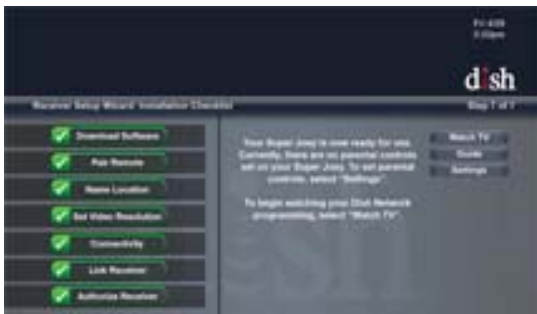 dish
Receiver Setup Wizard: Installation Checklist
Step 7 of 7
Download Software
Pair Remote
Name Location
Set Video Resolution
Connectivity
Link Receiver
Authorize Receiver
Your Super Joey is now ready for use.
Currently, there are no parental controls
set on your Super Joey. To set parental
controls, select "Settings".
To begin watching your Dish Network
programming, select "Watch TV".
Watch TV
Guide
Settings